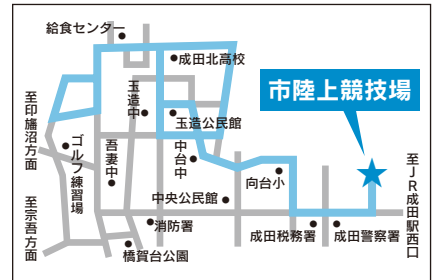 給食センター
成田北高校
玉造中
玉造公民館
市陸上競技場
至印旛沼方面
ゴルフ練習場
吾妻中
中台中
向台小
至JR成田駅西口
中央公民館
至宗吾方面
消防署
成田税務署
成田警察署
橋賀台公園